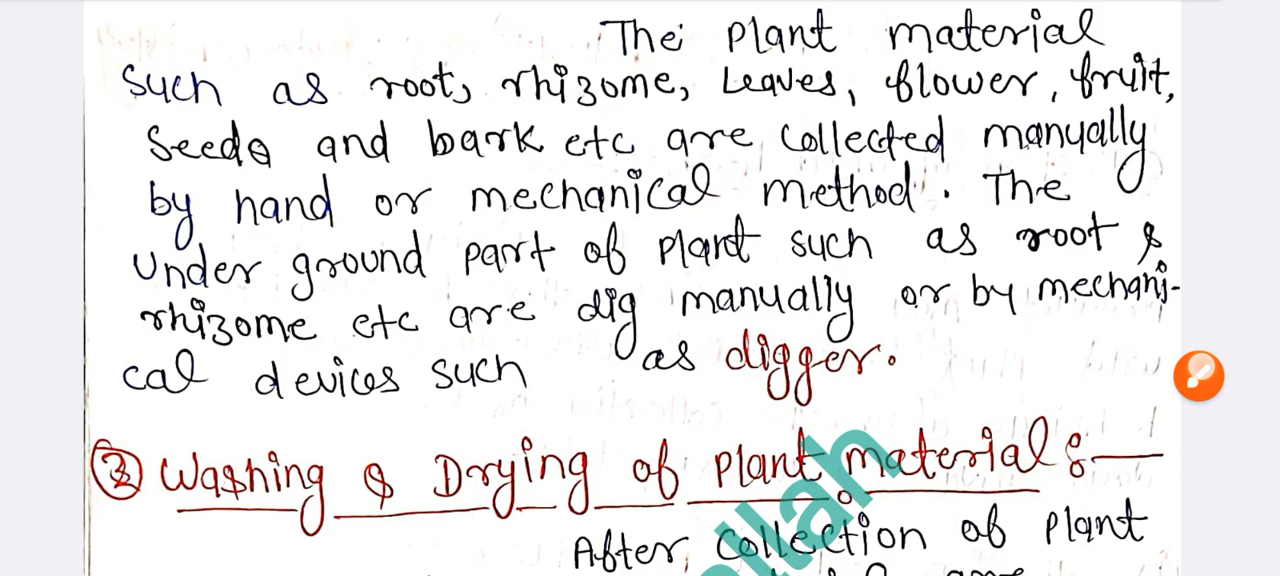 The plant material
such as root, rhizome, Leaves, flower, fruit,
seeds and bark etc are collected manually
by hand or mechanical method. The
under ground part of plant such as root &
rhizome etc are dig manually or by mechani-
cal devices such as digger.
② Washing & Drying of plant material :-
After collection of plant